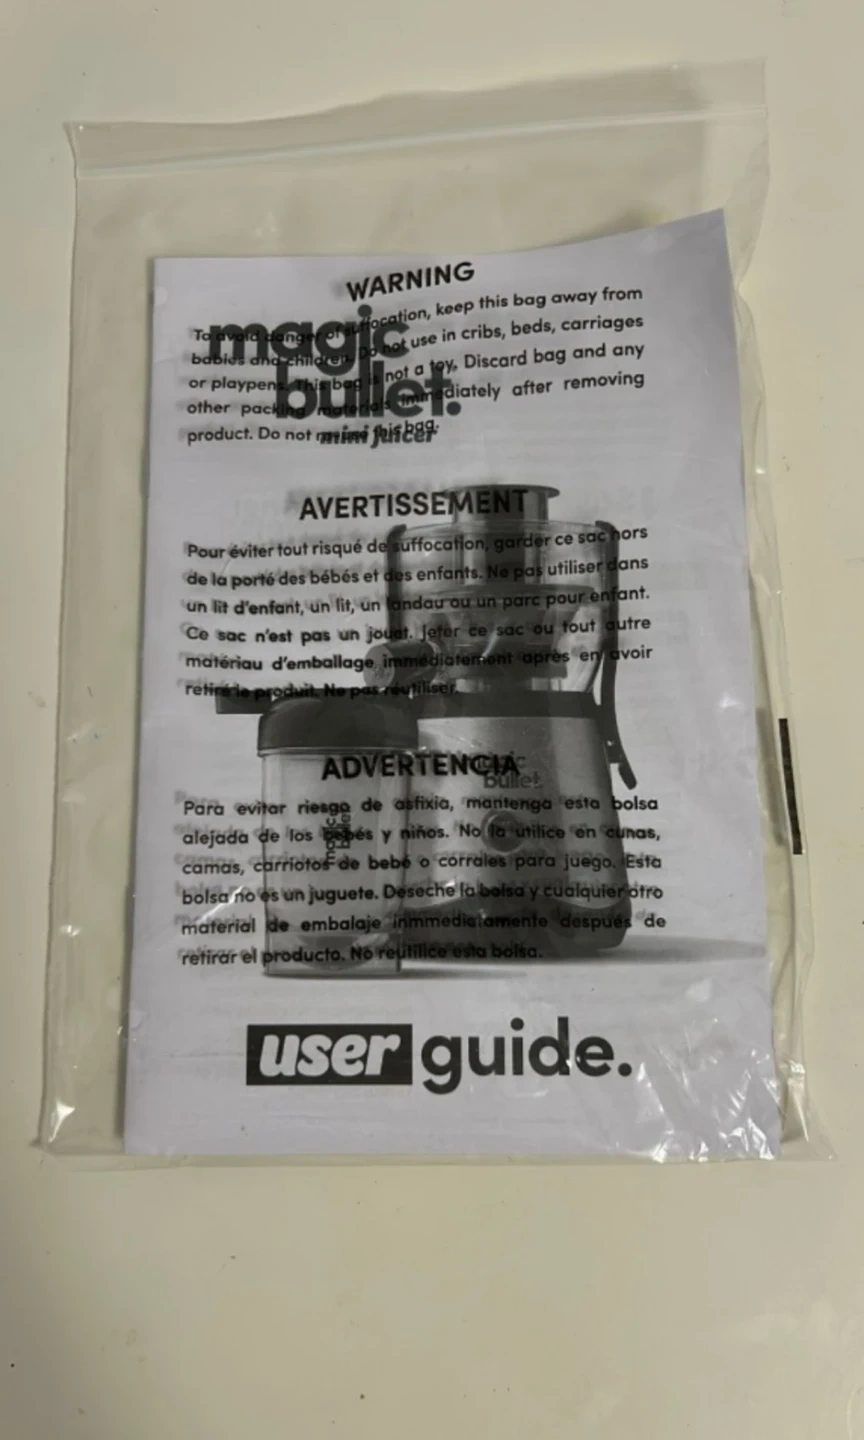 WARNING
To avoid danger of suffocation, keep this bag away from
babies and children. Do not use in cribs, beds, carriages
or playpens. This bag is not a toy. Discard bag and any
other packing materials immediately after removing
product. Do not reuse this bag.
magic
bullet.
mini juicer
AVERTISSEMENT
Pour éviter tout risqué de suffocation, garder ce sac hors
de la porté des bébés et des enfants. Ne pas utiliser dans
un lit d'enfant, un lit, un landau ou un parc pour enfant.
Ce sac n'est pas un jouet. Jeter ce sac ou tout autre
matériau d'emballage immédiatement après en avoir
retiré le produit. Ne pas réutiliser.
ADVERTENCIA
magic
bullet.
Para evitar riesgo de asfixia, mantenga esta bolsa
alejada de los bebés y niños. No la utilice en cunas,
camas, carriotos de bebé o corrales para juego. Esta
bolsa no es un juguete. Deseche la bolsa y cualquier otro
material de embalaje inmmediatamente después de
retirar el producto. No reutilice esta bolsa.
magic
bullet
user guide.